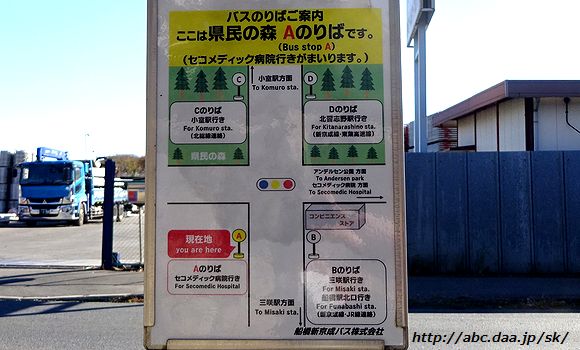 バスのりばご案内
ここは県民の森 Aのりばです。
(Bus stop A)
(セコメディック病院行きがまいります。)
C
小室駅方面
To Komuro sta.
D
Cのりば
小室駅行き
For Komuro sta.
(北総線連絡)
県民の森
Dのりば
北習志野駅行き
For Kitanarashino sta.
(新京成線・東葉高速線)
アンデルセン公園 方面
To Andersen park
セコメディック病院 方面
To Secomedic Hospital
現在地
you are here
A
Aのりば
セコメディック病院行き
For Secomedic Hospital
コンビニエンス
ストア
B
Bのりば
三咲駅行き
For Misaki sta.
船橋駅北口行き
For Funabashi sta.
(新京成線・JR線連絡)
三咲駅方面
To Misaki sta.
船橋新京成バス株式会社
http://abc.daa.jp/sk/